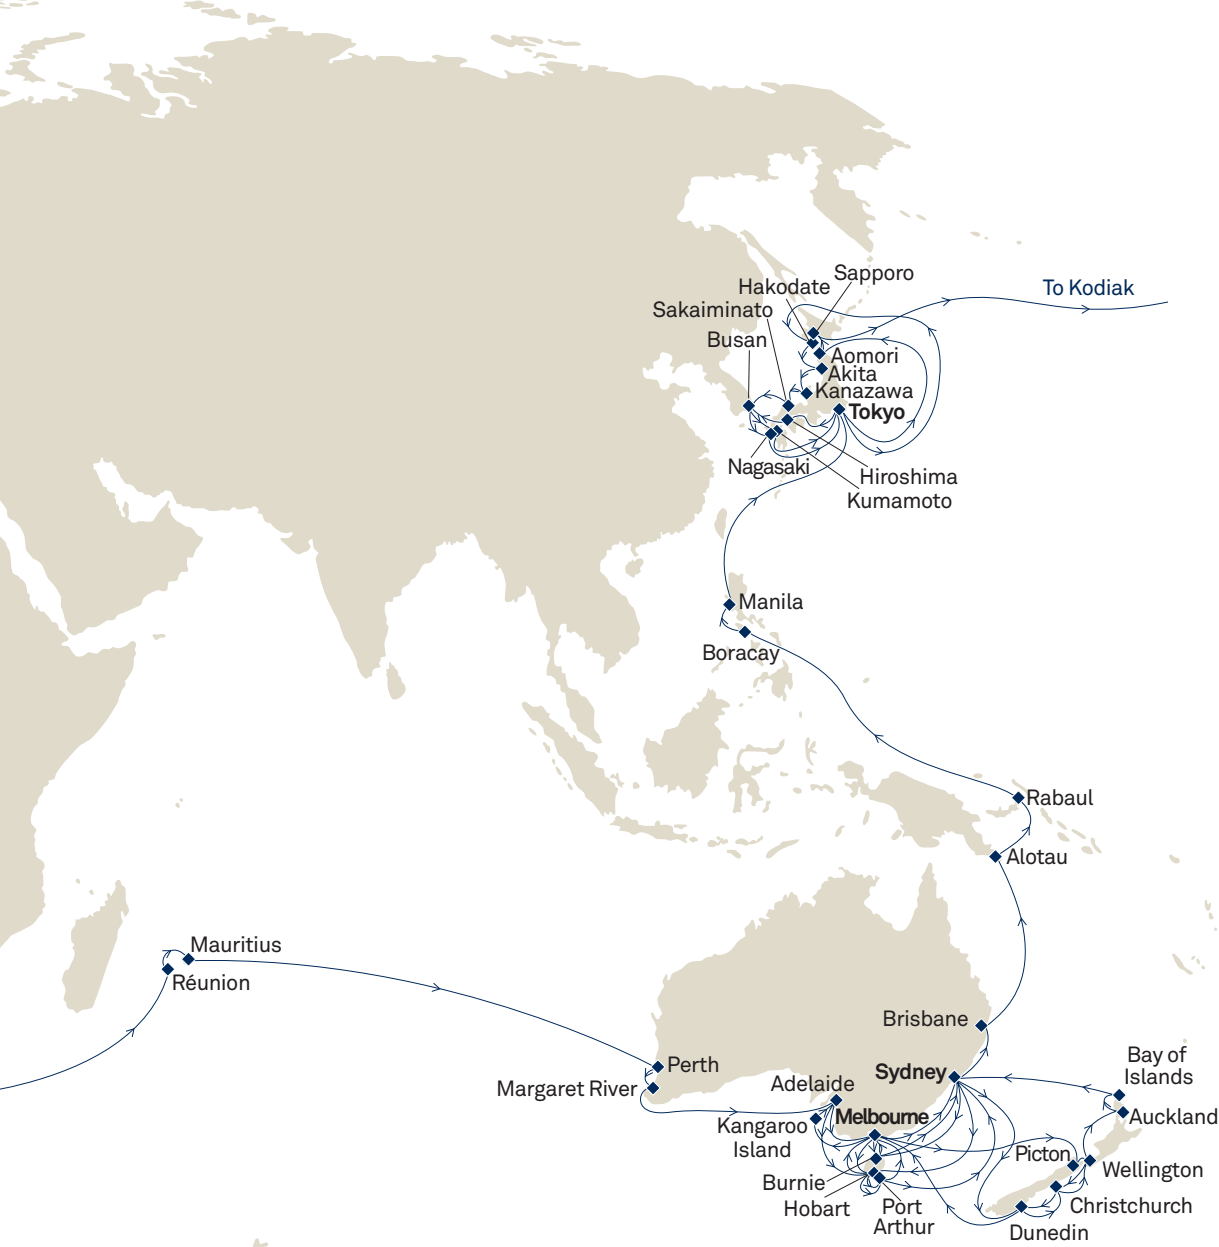 Sapporo
To Kodiak
Hakodate
Sakaiminato
Busan
Aomori
Akita
Kanazawa
Tokyo
Nagasaki
Hiroshima
Kumamoto
Manila
Boracay
Rabaul
Alotau
Mauritius
Réunion
Brisbane
Perth
Margaret River
Adelaide
Sydney
Bay of
Islands
Melbourne
Auckland
Kangaroo
Island
Picton
Wellington
Burnie
Hobart
Port
Arthur
Christchurch
Dunedin